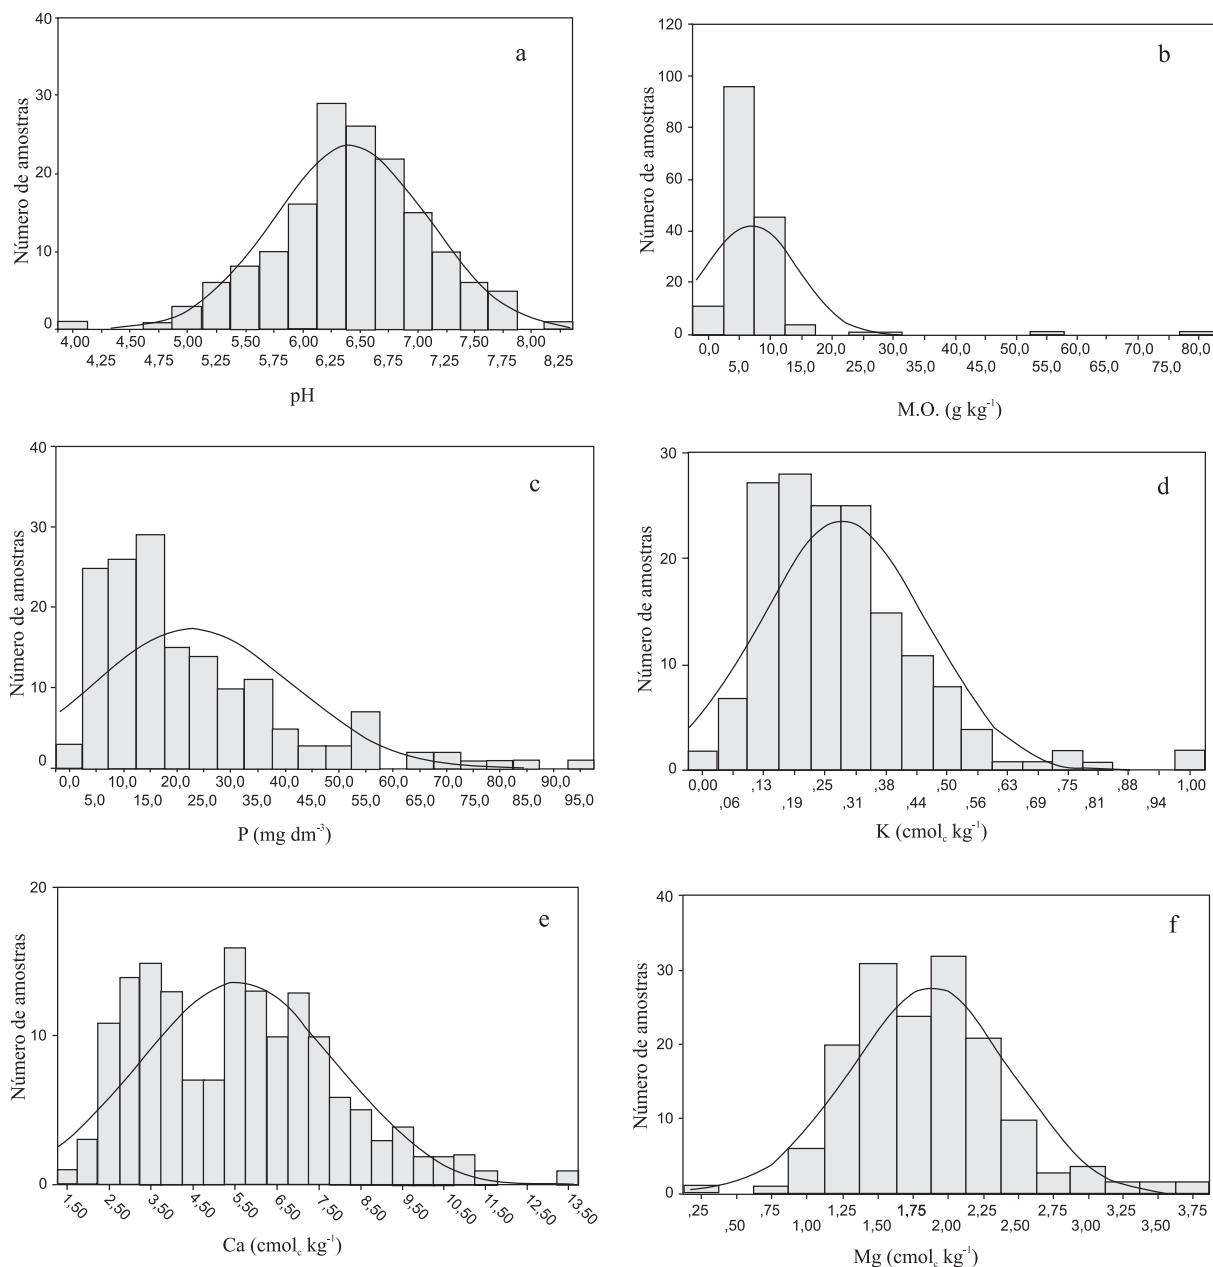 a
Número de amostras
40
30
20
10
0
4,00 4,50 5,00 5,50 6,00 6,50 7,00 7,50 8,00
4,25 4,75 5,25 5,75 6,25 6,75 7,25 7,75 8,25
pH
b
Número de amostras
120
100
80
60
40
20
0
0,0 10,0 20,0 30,0 40,0 50,0 60,0 70,0 80,0
5,0 15,0 25,0 35,0 45,0 55,0 65,0 75,0
M.O. (g kg⁻¹)
c
Número de amostras
40
30
20
10
0
0,0 10,0 20,0 30,0 40,0 50,0 60,0 70,0 80,0 90,0
5,0 15,0 25,0 35,0 45,0 55,0 65,0 75,0 85,0 95,0
P (mg dm⁻³)
d
Número de amostras
30
20
10
0
0,00 ,13 ,25 ,38 ,50 ,63 ,75 ,88 1,00
,06 ,19 ,31 ,44 ,56 ,69 ,81 ,94
K (cmolc kg⁻¹)
e
Número de amostras
20
10
0
1,50 2,50 3,50 4,50 5,50 6,50 7,50 8,50 9,50 10,50 11,50 12,50 13,50
Ca (cmolc kg⁻¹)
f
Número de amostras
40
30
20
10
0
,25 ,75 1,25 1,75 2,25 2,75 3,25 3,75
,50 1,00 1,50 2,00 2,50 3,00 3,50
Mg (cmolc kg⁻¹)